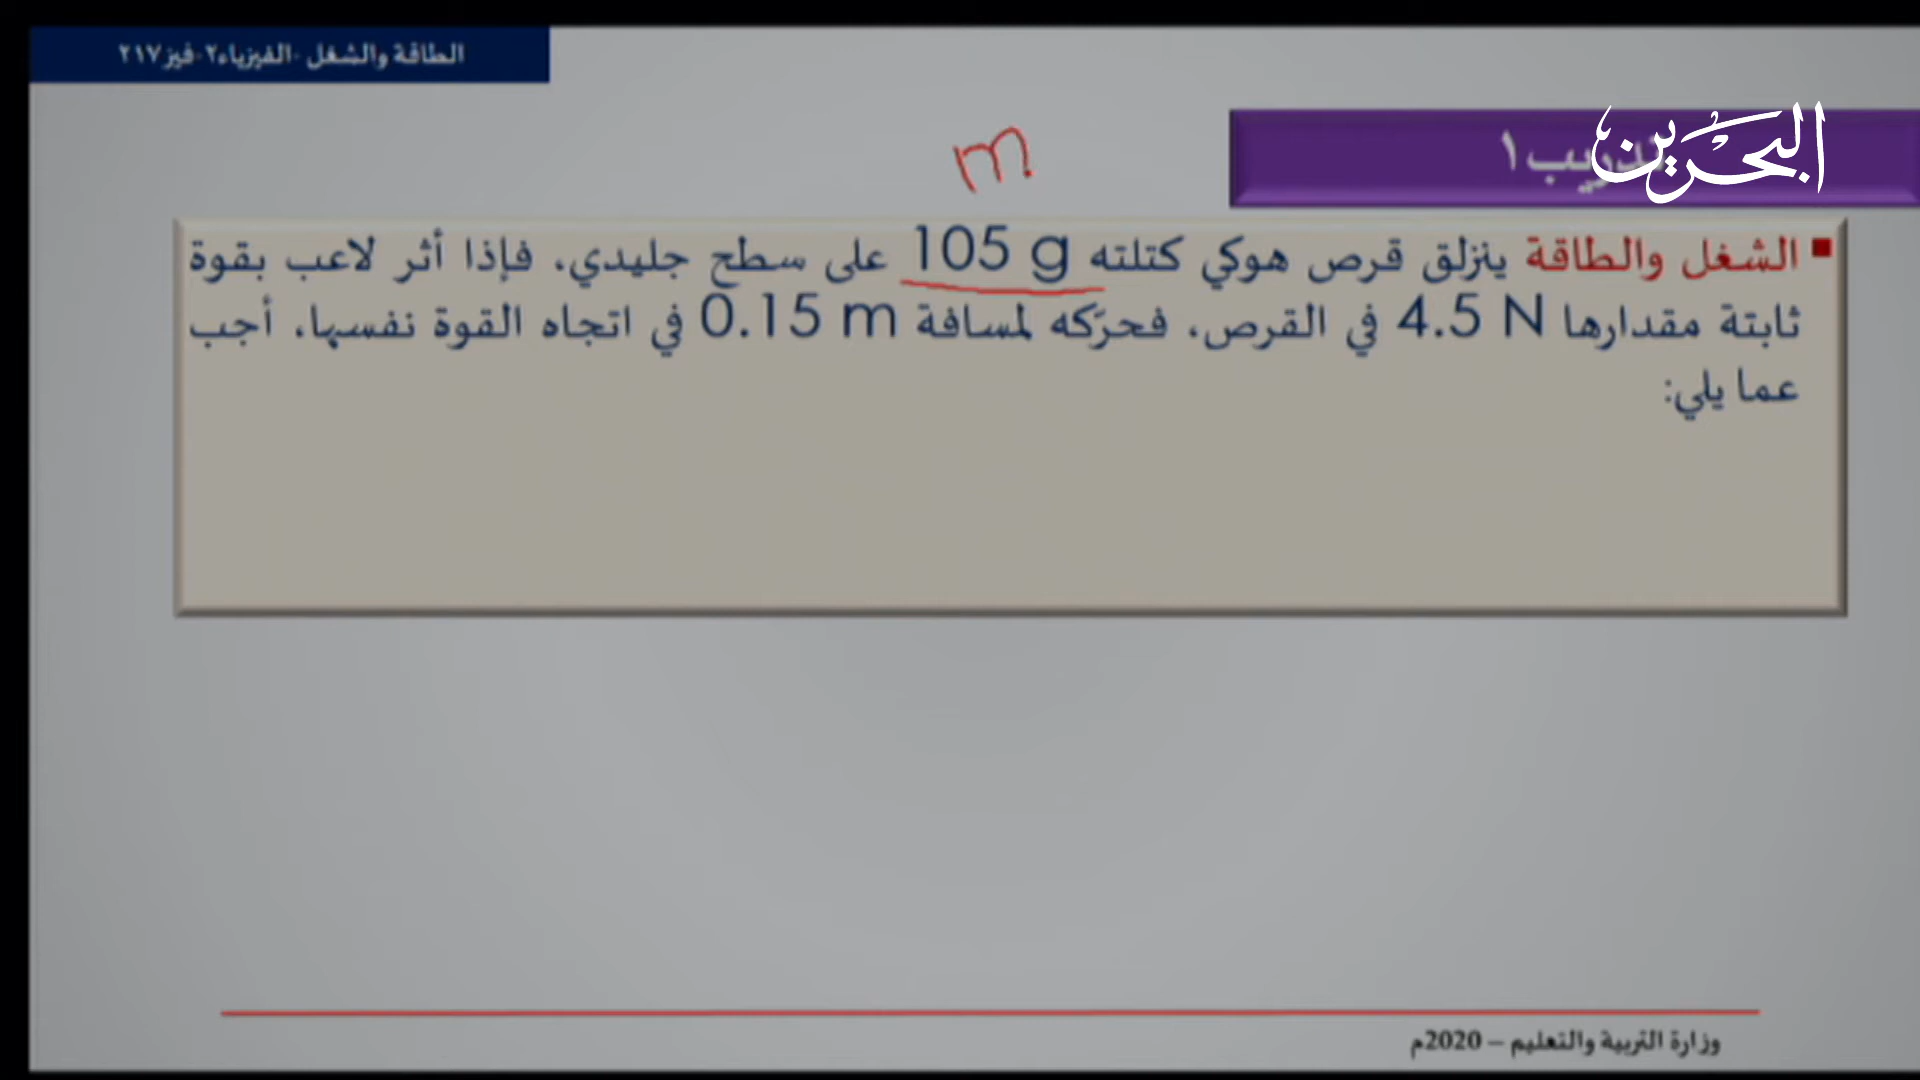 الطاقة والشغل -الفيزياء٢-فيز٢١٧
البحرين
m
الشغل والطاقة ينزلق قرص هوكي كتلته 105 g على سطح جليدي، فإذا أثر لاعب بقوة
ثابتة مقدارها 4.5 N في القرص، فحرّكه لمسافة 0.15 m في اتجاه القوة نفسها، أجب
عما يلي:
وزارة التربية والتعليم – 2020م